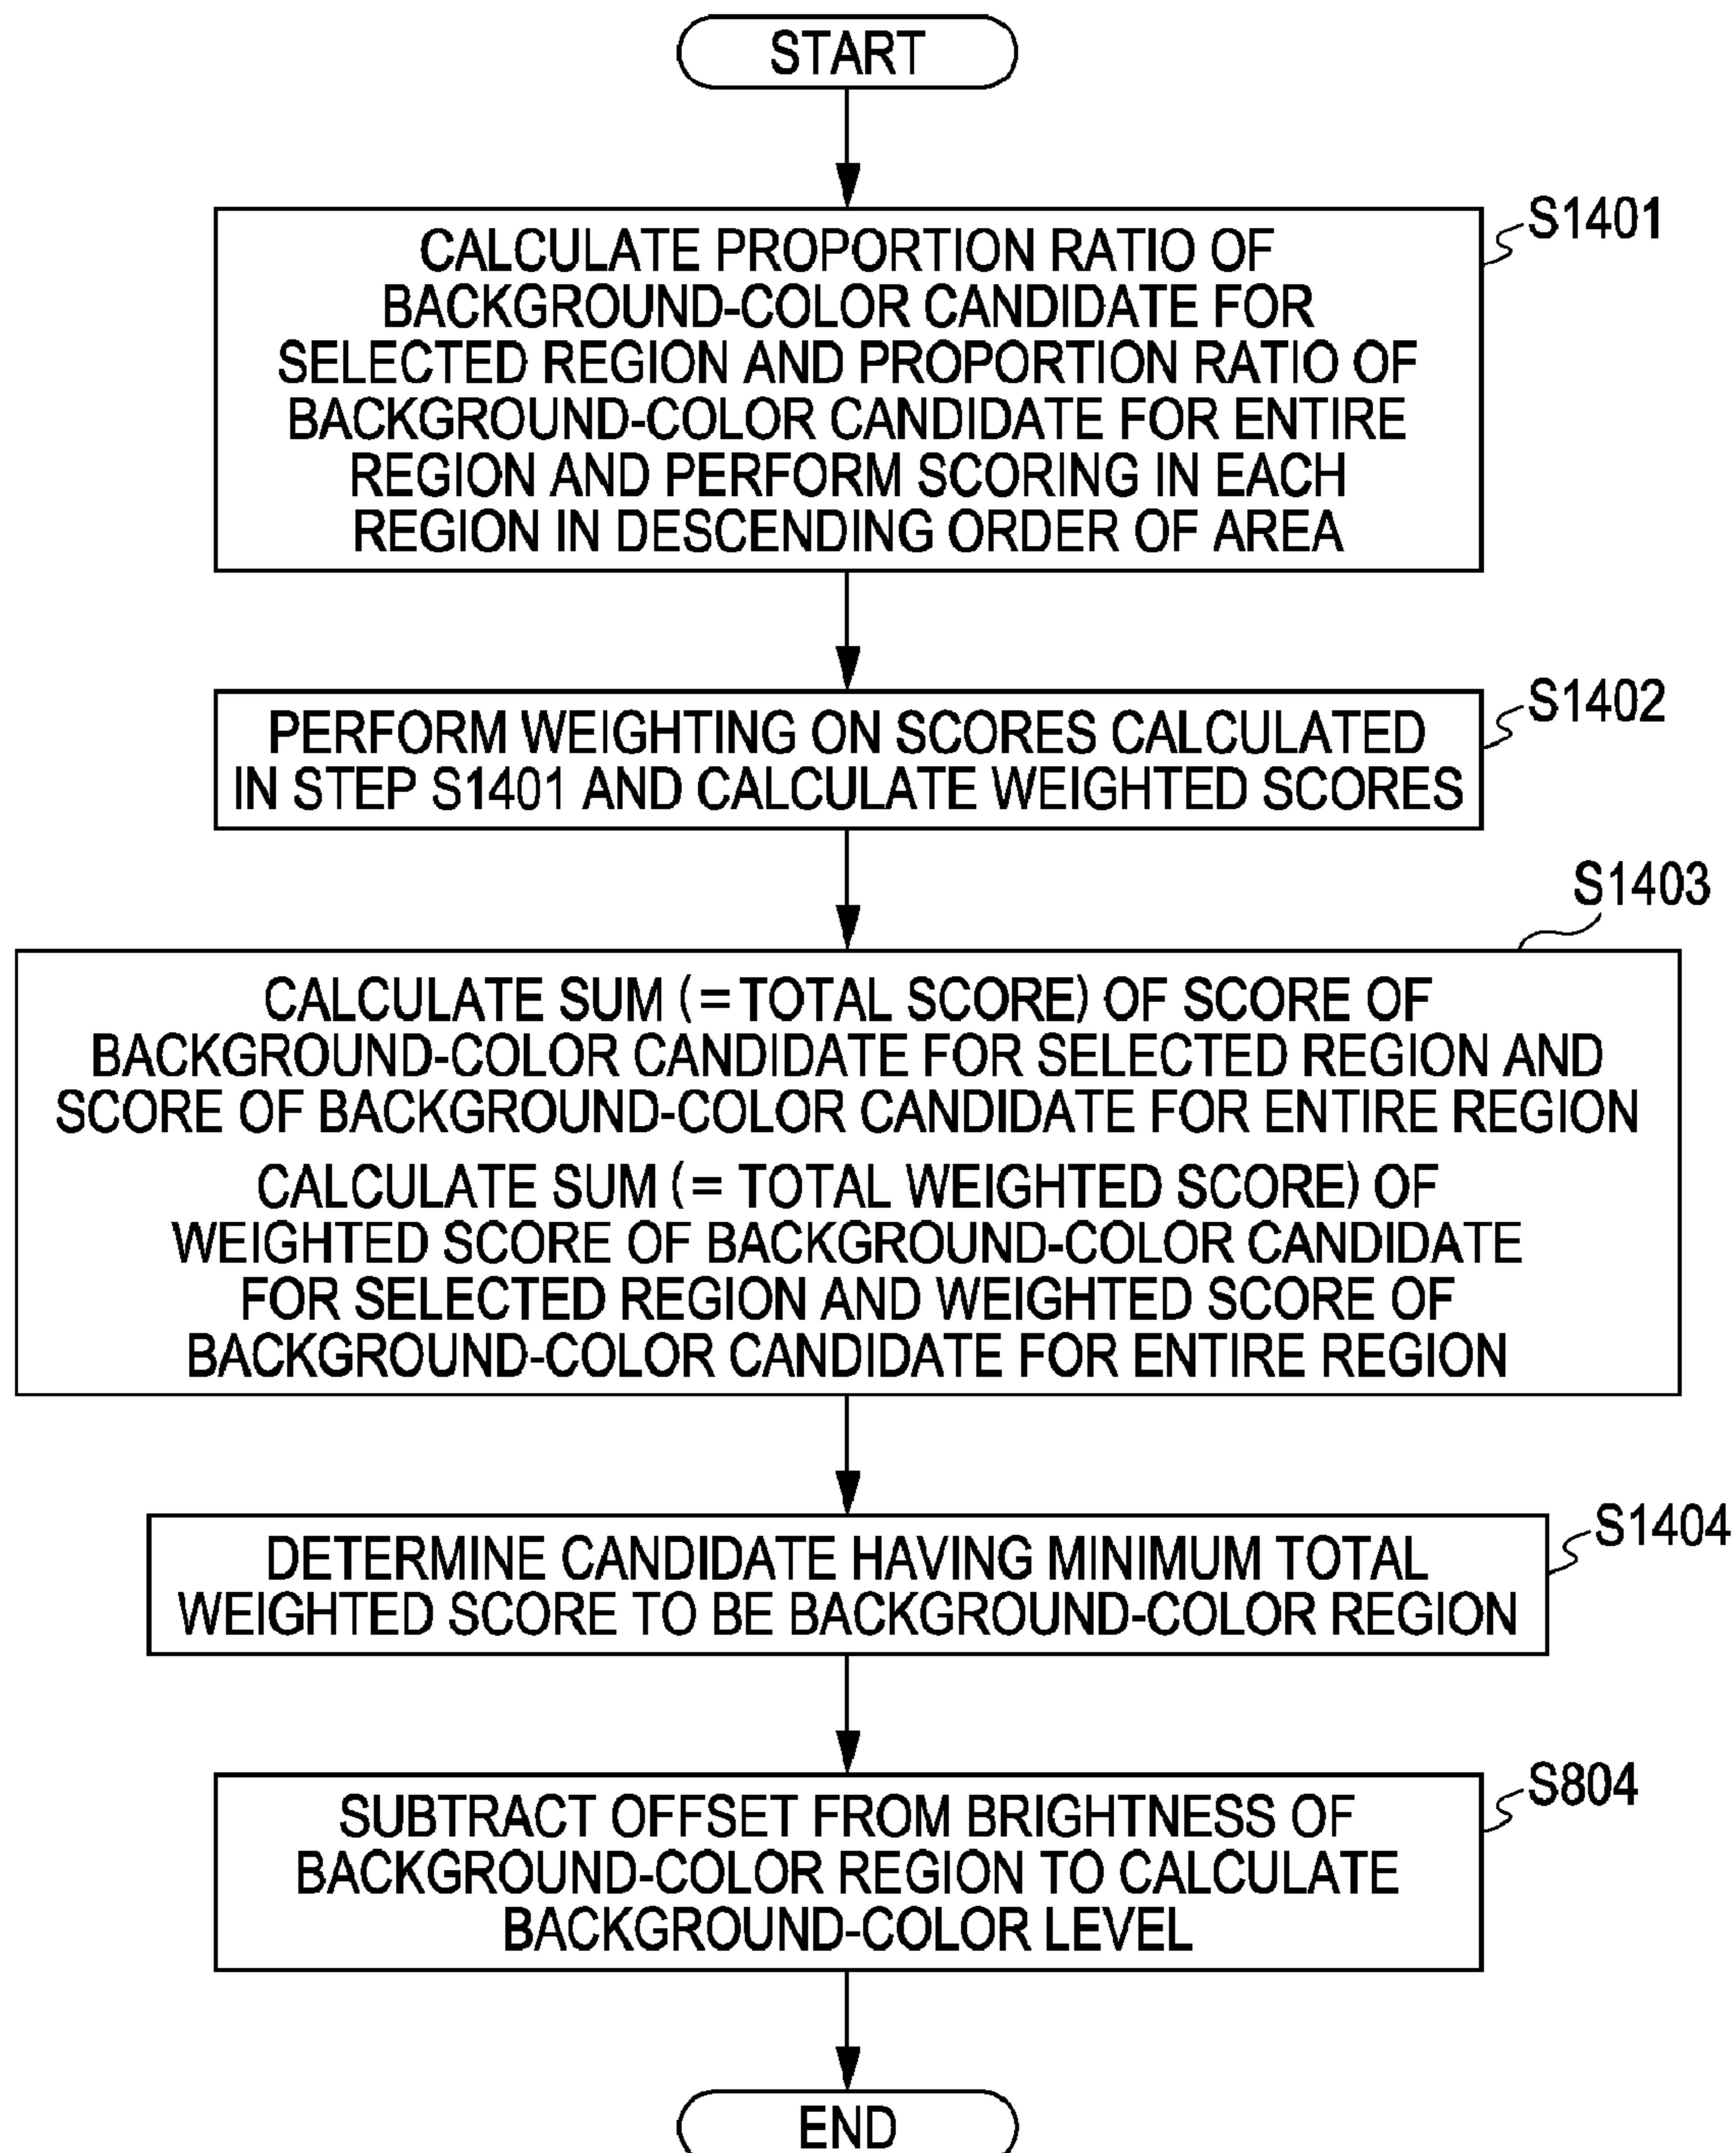 START
S1401
CALCULATE PROPORTION RATIO OF
BACKGROUND-COLOR CANDIDATE FOR
SELECTED REGION AND PROPORTION RATIO OF
BACKGROUND-COLOR CANDIDATE FOR ENTIRE
REGION AND PERFORM SCORING IN EACH
REGION IN DESCENDING ORDER OF AREA
S1402
PERFORM WEIGHTING ON SCORES CALCULATED
IN STEP S1401 AND CALCULATE WEIGHTED SCORES
S1403
CALCULATE SUM (= TOTAL SCORE) OF SCORE OF
BACKGROUND-COLOR CANDIDATE FOR SELECTED REGION AND
SCORE OF BACKGROUND-COLOR CANDIDATE FOR ENTIRE REGION
CALCULATE SUM (= TOTAL WEIGHTED SCORE) OF
WEIGHTED SCORE OF BACKGROUND-COLOR CANDIDATE
FOR SELECTED REGION AND WEIGHTED SCORE OF
BACKGROUND-COLOR CANDIDATE FOR ENTIRE REGION
S1404
DETERMINE CANDIDATE HAVING MINIMUM TOTAL
WEIGHTED SCORE TO BE BACKGROUND-COLOR REGION
S804
SUBTRACT OFFSET FROM BRIGHTNESS OF
BACKGROUND-COLOR REGION TO CALCULATE
BACKGROUND-COLOR LEVEL
END